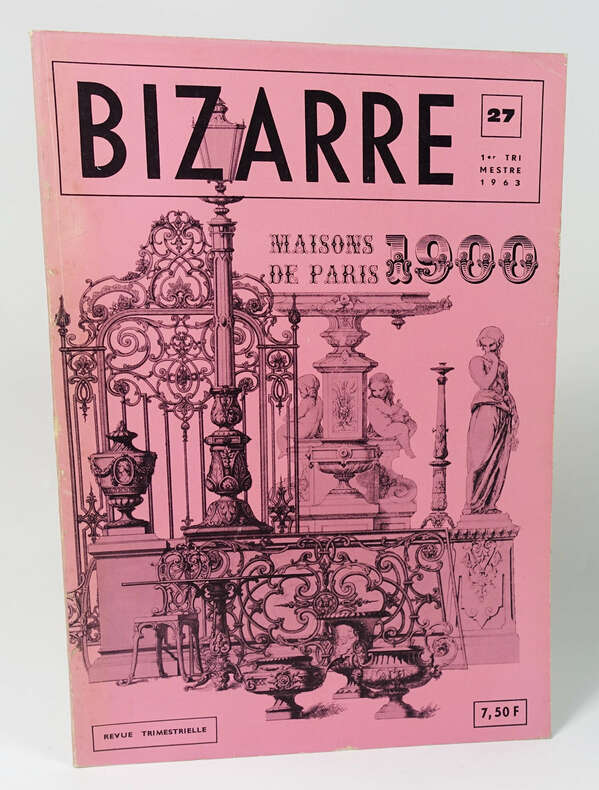 BIZARRE
27
1er TRI
MESTRE
1963
MAISONS
DE PARIS
1900
REVUE TRIMESTRIELLE
7,50 F